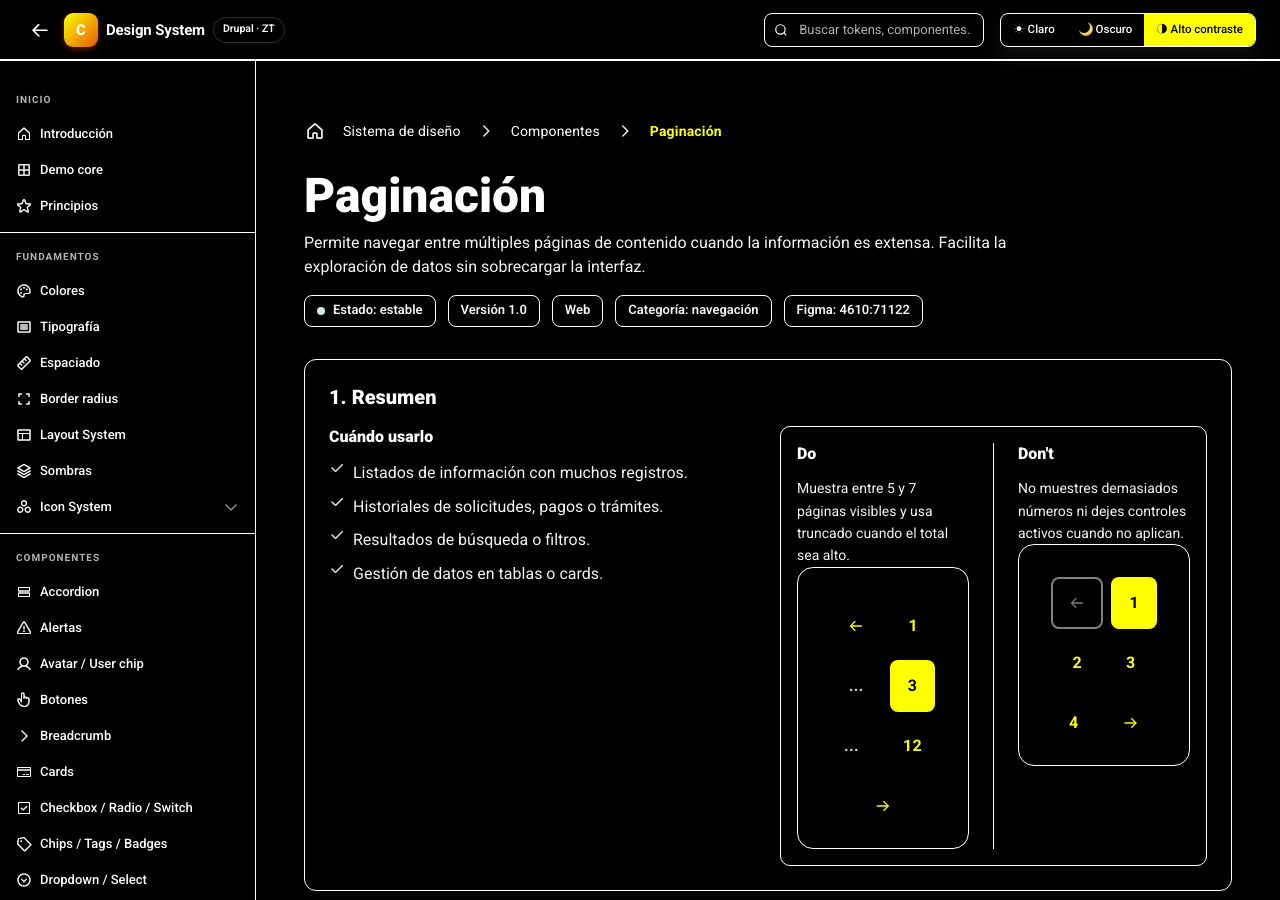 C Design System Drupal · ZT
Buscar tokens, componentes..
Claro Oscuro Alto contraste
INICIO
Introducción
Demo core
Principios
FUNDAMENTOS
Colores
Tipografía
Espaciado
Border radius
Layout System
Sombras
Icon System
COMPONENTES
Accordion
Alertas
Avatar / User chip
Botones
Breadcrumb
Cards
Checkbox / Radio / Switch
Chips / Tags / Badges
Dropdown / Select
Sistema de diseño Componentes Paginación
Paginación
Permite navegar entre múltiples páginas de contenido cuando la información es extensa. Facilita la
exploración de datos sin sobrecargar la interfaz.
Estado: estable Versión 1.0 Web Categoría: navegación Figma: 4610:71122
1. Resumen
Cuándo usarlo
Listados de información con muchos registros.
Historiales de solicitudes, pagos o trámites.
Resultados de búsqueda o filtros.
Gestión de datos en tablas o cards.
Do
Muestra entre 5 y 7
páginas visibles y usa
truncado cuando el total
sea alto.
← 1
... 3
... 12
→
Don't
No muestres demasiados
números ni dejes controles
activos cuando no aplican.
← 1
2 3
4 →